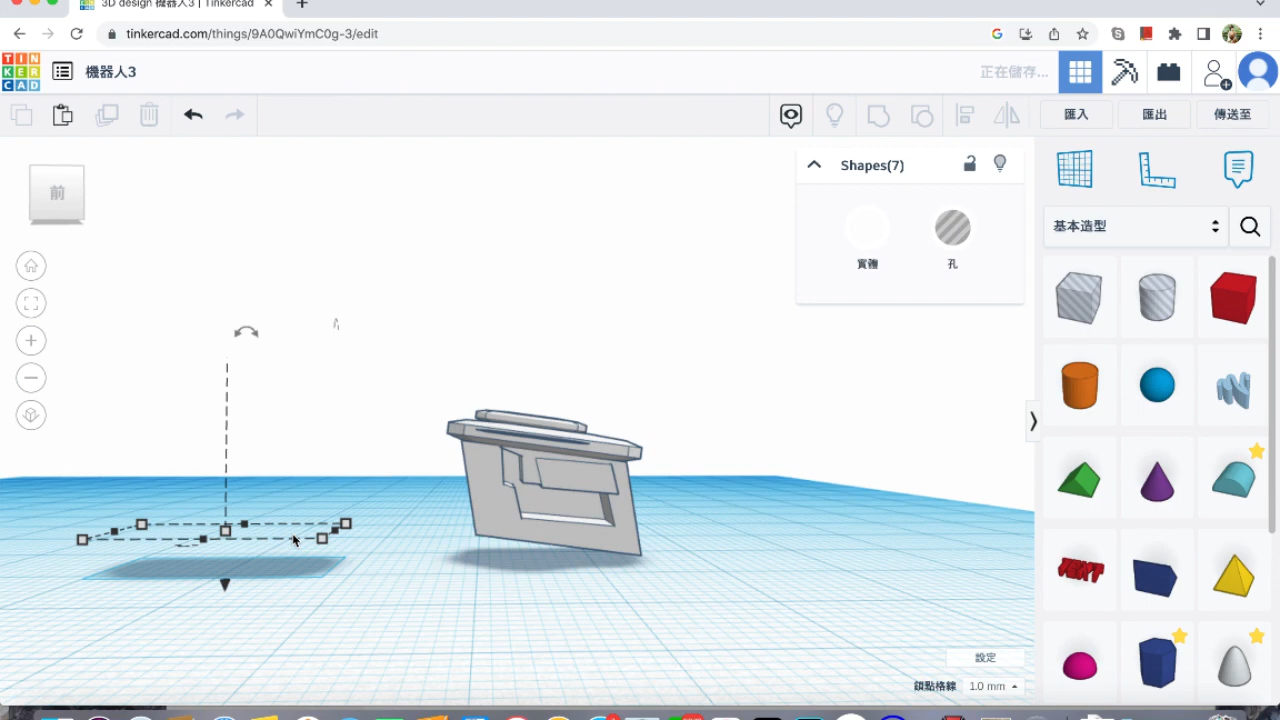 3D design 機器人3 | Tinkercad
tinkercad.com/things/9A0QwiYmC0g-3/edit
TIN
KER
CAD
機器人3
正在儲存...
匯入
匯出
傳送至
前
Shapes(7)
實體
孔
基本造型
TEXT
設定
鎖點格線 1.0 mm